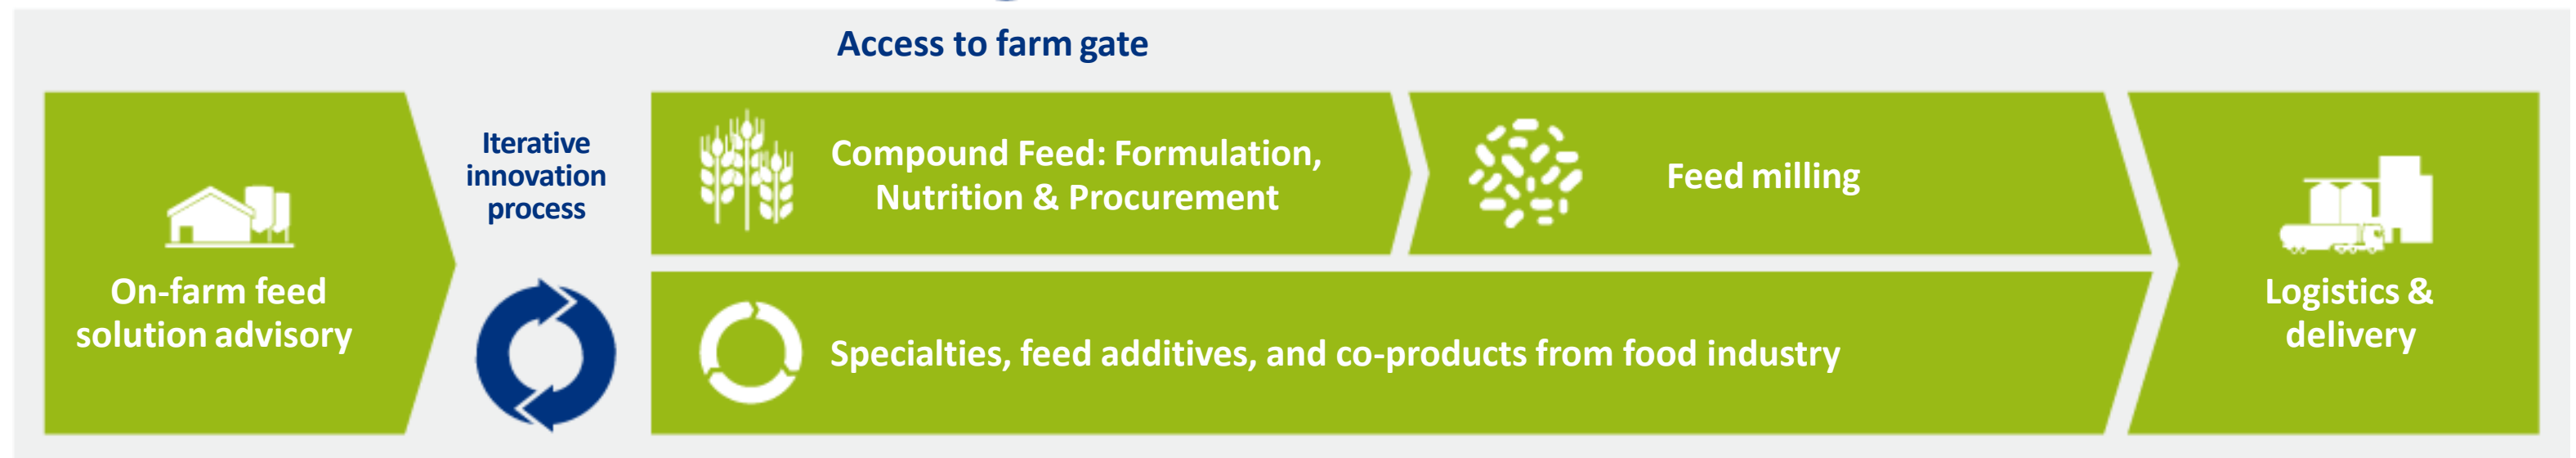 Access to farm gate
On-farm feed
solution advisory
Iterative
innovation
process
Compound Feed: Formulation,
Nutrition & Procurement
Feed milling
Specialties, feed additives, and co-products from food industry
Logistics &
delivery